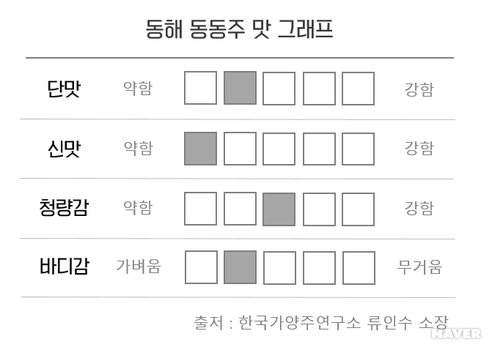 동해 동동주 맛 그래프
단맛 약함 강함
신맛 약함 강함
청량감 약함 강함
바디감 가벼움 무거움
출저 : 한국가양주연구소 류인수 소장
NAVER